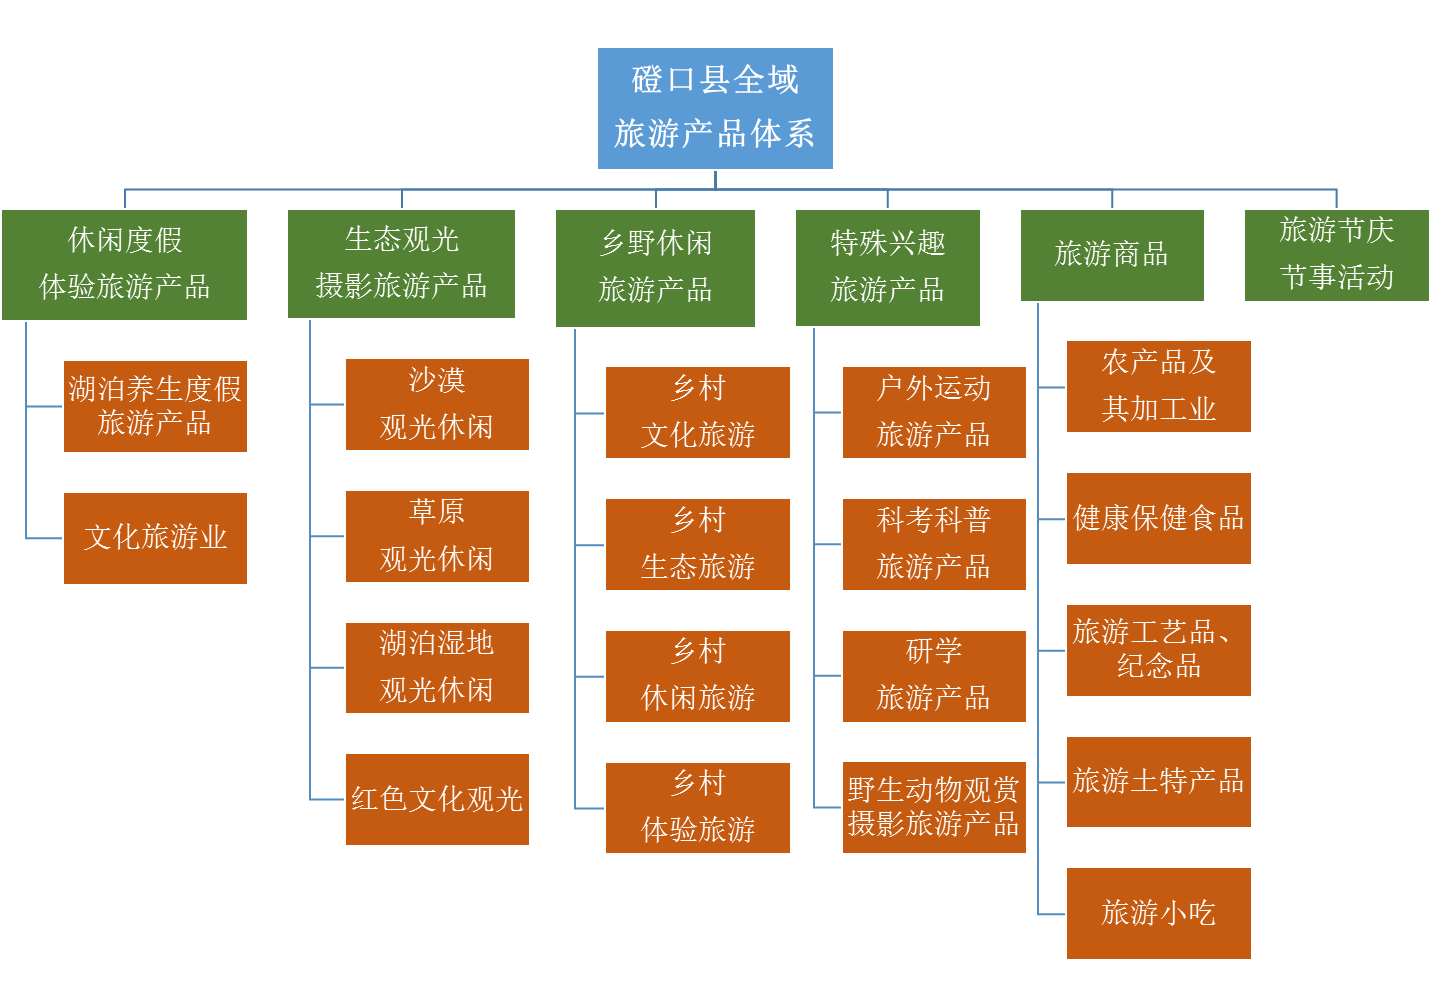 磴口县全域
旅游产品体系
休闲度假
体验旅游产品
湖泊养生度假
旅游产品
文化旅游业
生态观光
摄影旅游产品
沙漠
观光休闲
草原
观光休闲
湖泊湿地
观光休闲
红色文化观光
乡野休闲
旅游产品
乡村
文化旅游
乡村
生态旅游
乡村
休闲旅游
乡村
体验旅游
特殊兴趣
旅游产品
户外运动
旅游产品
科考科普
旅游产品
研学
旅游产品
野生动物观赏
摄影旅游产品
旅游商品
农产品及
其加工业
健康保健食品
旅游工艺品、
纪念品
旅游土特产品
旅游小吃
旅游节庆
节事活动